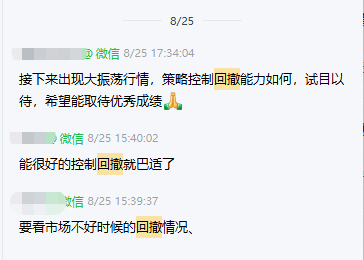 8/25
@微信 8/25 17:34:04
接下来出现大振荡行情，策略控制回撤能力如何，试目以
待，希望能取待优秀成绩🙏
@微信 8/25 15:40:02
能很好的控制回撤就巴适了
微信 8/25 15:39:37
要看市场不好时候的回撤情况、